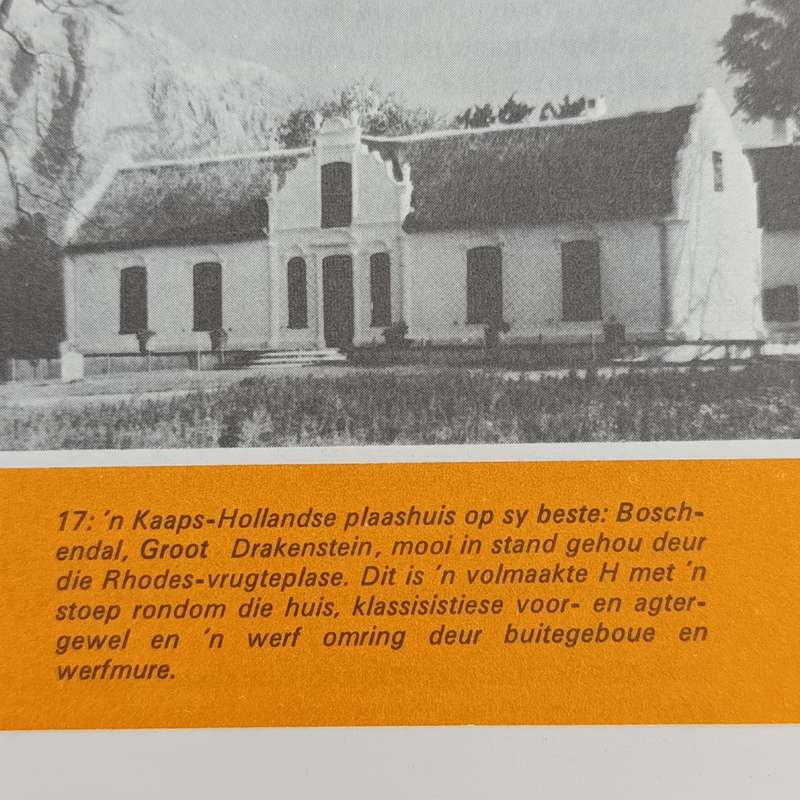 17: 'n Kaaps-Hollandse plaashuis op sy beste: Bosch-
endal, Groot Drakenstein, mooi in stand gehou deur
die Rhodes-vrugteplase. Dit is 'n volmaakte H met 'n
stoep rondom die huis, klassisistiese voor- en agter-
gewel en 'n werf omring deur buitegeboue en
werfmure.